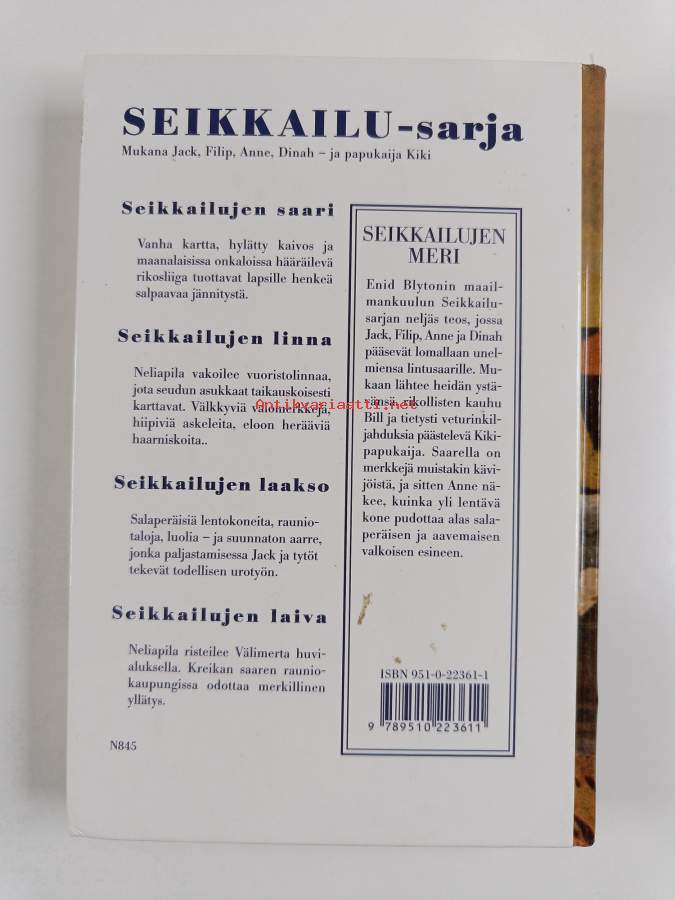 SEIKKAILU-sarja
Mukana Jack, Filip, Anne, Dinah – ja papukaija Kiki
Seikkailujen saari
Vanha kartta, hylätty kaivos ja
maanalaisissa onkaloissa hääräilevä
rikosliiga tuottavat lapsille henkeä
salpaavaa jännitystä.
Seikkailujen linna
Neliapila vakoilee vuoristolinnaa,
jota seudun asukkaat taikauskoisesti
karttavat. Välkkyviä valomerkkejä,
hiipiviä askeleita, eloon herääviä
haarniskoita..
Seikkailujen laakso
Salaperäisiä lentokoneita, raunio-
taloja, luolia – ja suunnaton aarre,
jonka paljastamisessa Jack ja tytöt
tekevät todellisen urotyön.
Seikkailujen laiva
Neliapila risteilee Välimerta huvi-
aluksella. Kreikan saaren raunio-
kaupungissa odottaa merkillinen
yllätys.
N845
SEIKKAILUJEN
MERI
Enid Blytonin maail-
mankuulun Seikkailu-
sarjan neljäs teos, jossa
Jack, Filip, Anne ja Dinah
pääsevät lomallaan unel-
miensa lintusaarille. Mu-
kaan lähtee heidän ystä-
vänsä, rikollisten kauhu
Bill ja tietysti veturinkil-
jahduksia päästelevä Kiki-
papukaija. Saarella on
merkkejä muistakin kävi-
jöistä, ja sitten Anne nä-
kee, kuinka yli lentävä
kone pudottaa alas sala-
peräisen ja aavemaisen
valkoisen esineen.
ISBN 951-0-22361-1
9 789510 223611
Antikvariaatti.net